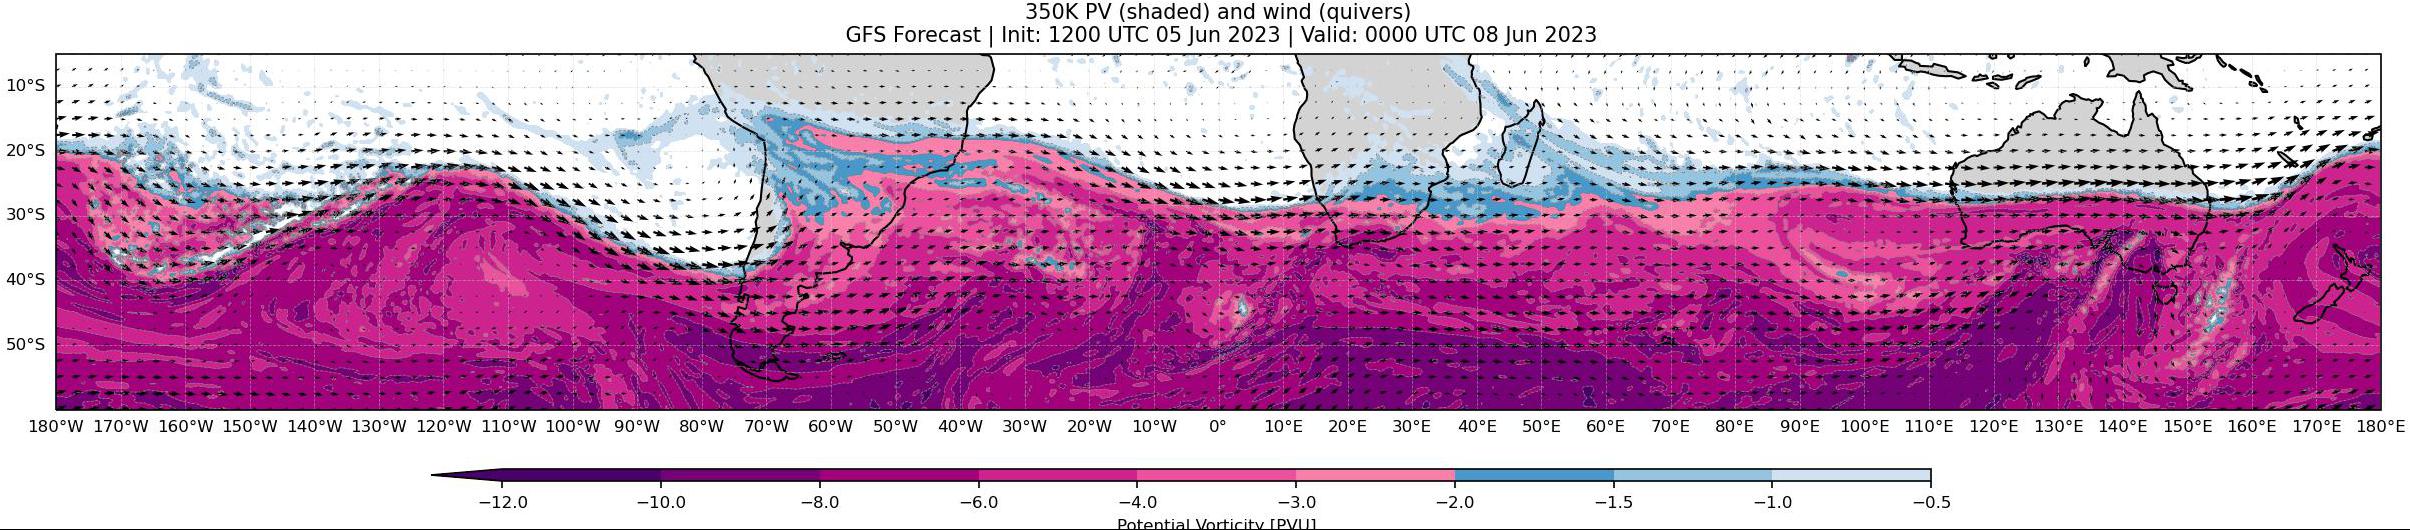 350K PV (shaded) and wind (quivers)
GFS Forecast | Init: 1200 UTC 05 Jun 2023 | Valid: 0000 UTC 08 Jun 2023
10°S
20°S
30°S
40°S
50°S
180°W 170°W 160°W 150°W 140°W 130°W 120°W 110°W 100°W 90°W 80°W 70°W 60°W 50°W 40°W 30°W 20°W 10°W 0° 10°E 20°E 30°E 40°E 50°E 60°E 70°E 80°E 90°E 100°E 110°E 120°E 130°E 140°E 150°E 160°E 170°E 180°E
−12.0 −10.0 −8.0 −6.0 −4.0 −3.0 −2.0 −1.5 −1.0 −0.5
Potential Vorticity [PVU]